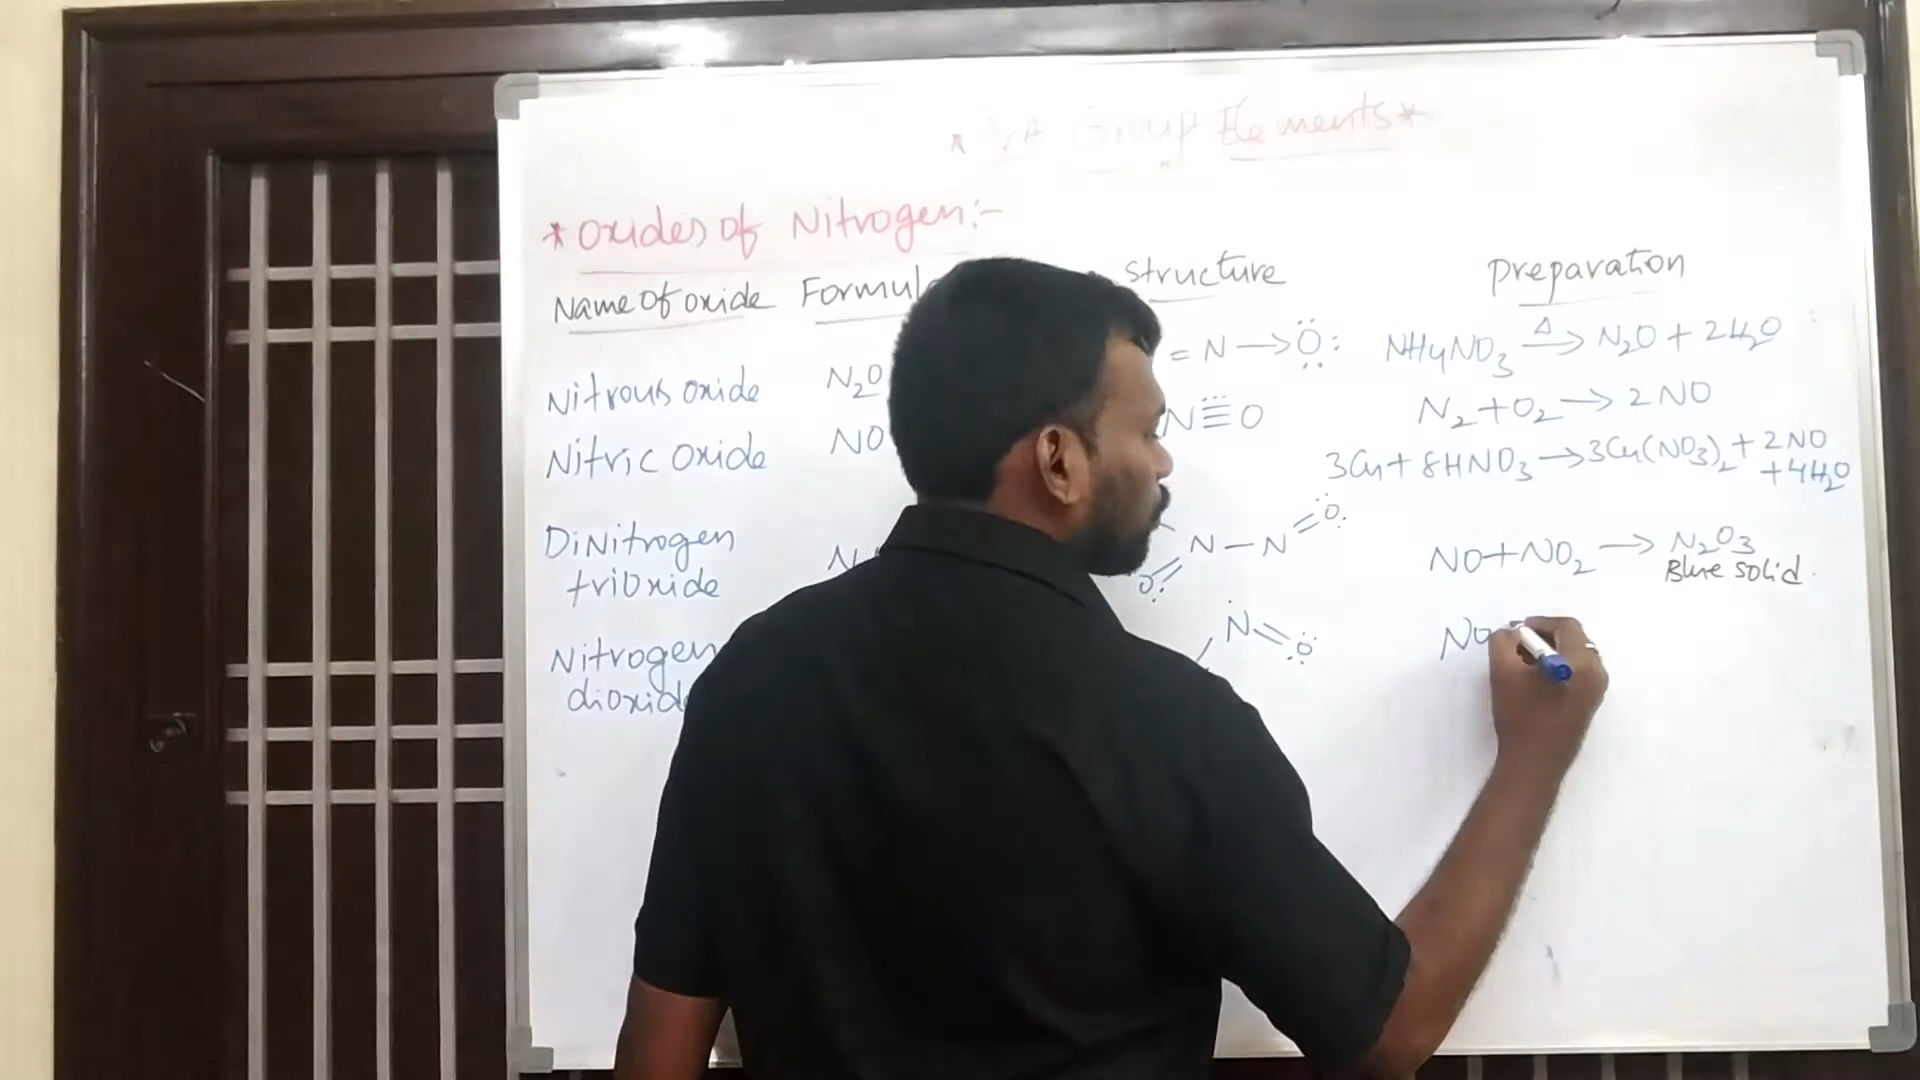 * VA Group Elements *
* Oxides of Nitrogen:-
Name of oxide Formul structure preparation
Nitrous oxide N₂O = N → O NH₄NO₃ —Δ→ N₂O + 2H₂O
Nitric oxide NO N ≡ O N₂ + O₂ → 2NO
3Cu + 8HNO₃ → 3Cu(NO₃)₂ + 2NO
+ 4H₂O
DiNitrogen
trioxide
O = N — N = O
NO + NO₂ → N₂O₃
Blue solid
Nitrogen
dioxide
N = O
NO